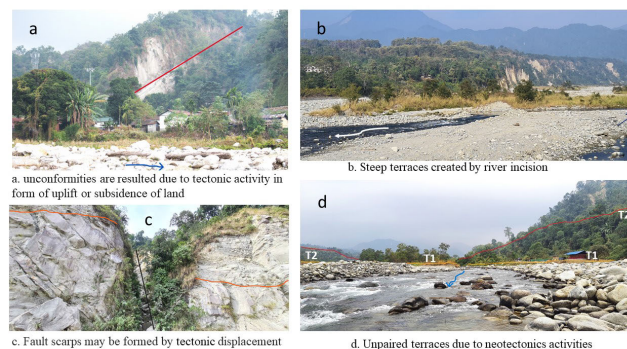 a
a. unconformities are resulted due to tectonic activity in
form of uplift or subsidence of land
b
b. Steep terraces created by river incision
c
c. Fault scarps may be formed by tectonic displacement
d
T2
T1
T1
T2
d. Unpaired terraces due to neotectonics activities